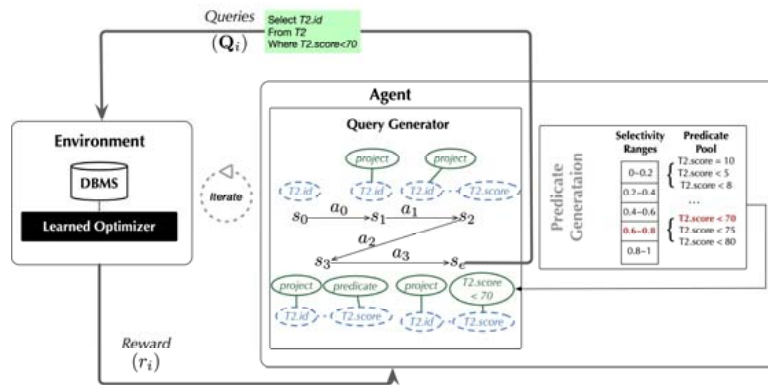 Queries
(Qi)
Select T2.id
From T2
Where T2.score<70
Agent
Environment
DBMS
Learned Optimizer
Iterate
Query Generator
project
project
T2.id
T2.id
T2.id
T2.score
s0 a0 s1 a1 s2
a2
s3 a3 se
project
predicate
project
T2.score
< 70
T2.id
T2.score
T2.id
T2.score
Predicate
Generataion
Selectivity
Ranges
0–0.2
0.2–0.4
0.4–0.6
0.6–0.8
0.8–1
Predicate
Pool
T2.score = 10
T2.score < 5
T2.score < 8
...
T2.score < 70
T2.score < 75
T2.score < 80
Reward
(ri)